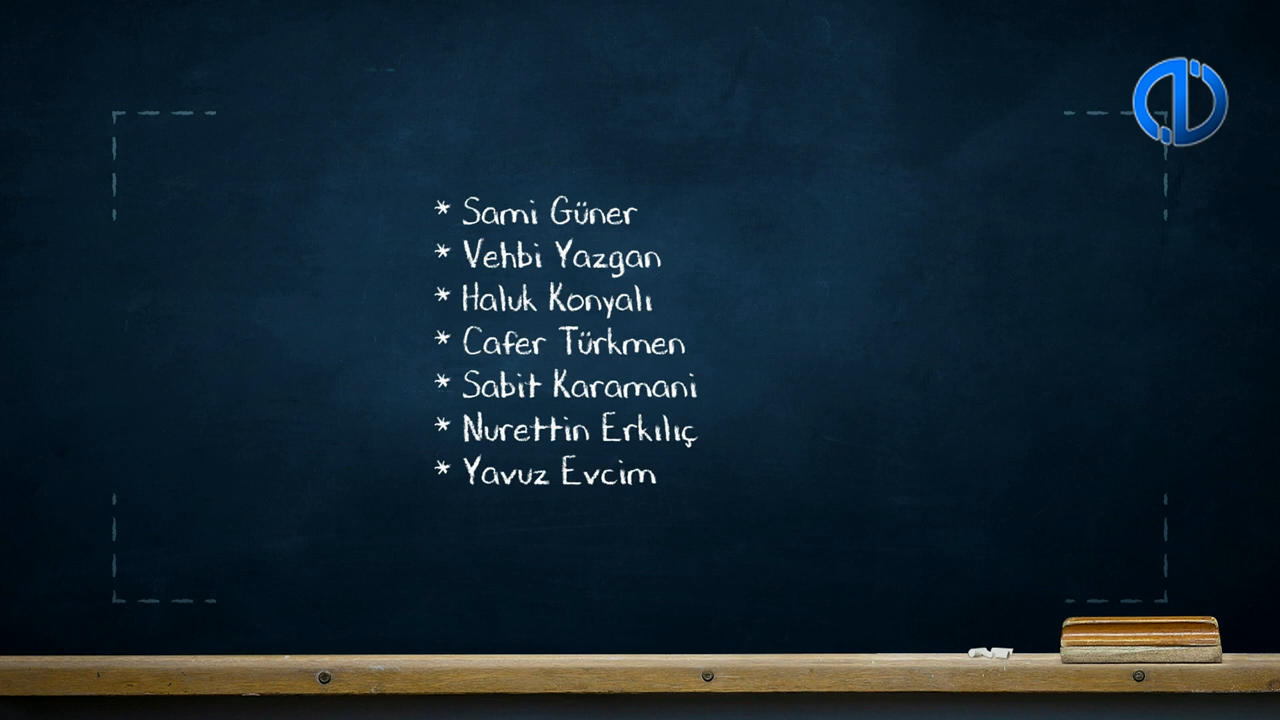 * Sami Güner
* Vehbi Yazgan
* Haluk Konyalı
* Cafer Türkmen
* Sabit Karamani
* Nurettin Erkılıç
* Yavuz Evcim